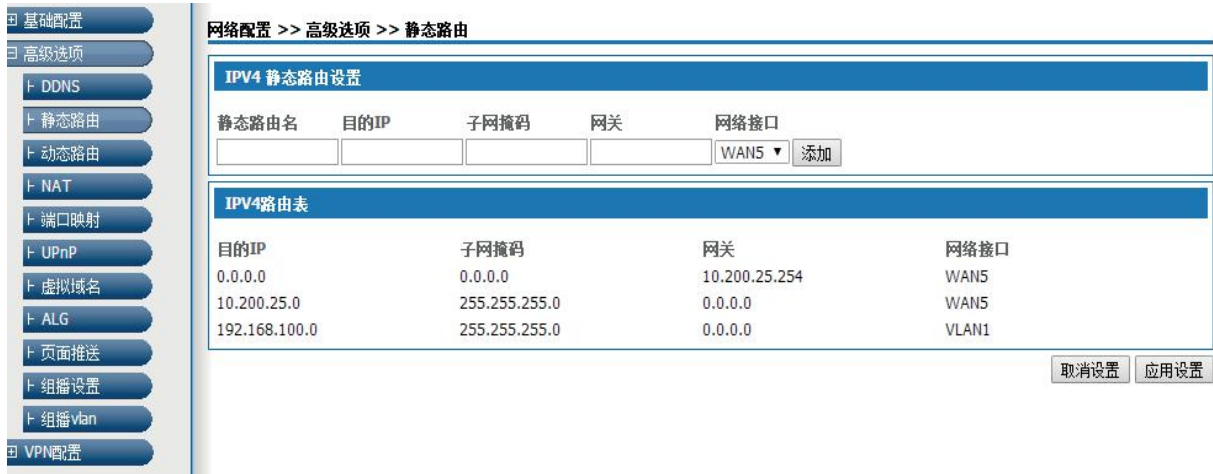 基础配置
高级选项
DDNS
静态路由
动态路由
NAT
端口映射
UPnP
虚拟域名
ALG
页面推送
组播设置
组播vlan
VPN配置
网络配置 >> 高级选项 >> 静态路由
IPV4 静态路由设置
静态路由名 目的IP 子网掩码 网关 网络接口
WAN5 添加
IPV4路由表
目的IP 子网掩码 网关 网络接口
0.0.0.0 0.0.0.0 10.200.25.254 WAN5
10.200.25.0 255.255.255.0 0.0.0.0 WAN5
192.168.100.0 255.255.255.0 0.0.0.0 VLAN1
取消设置 应用设置